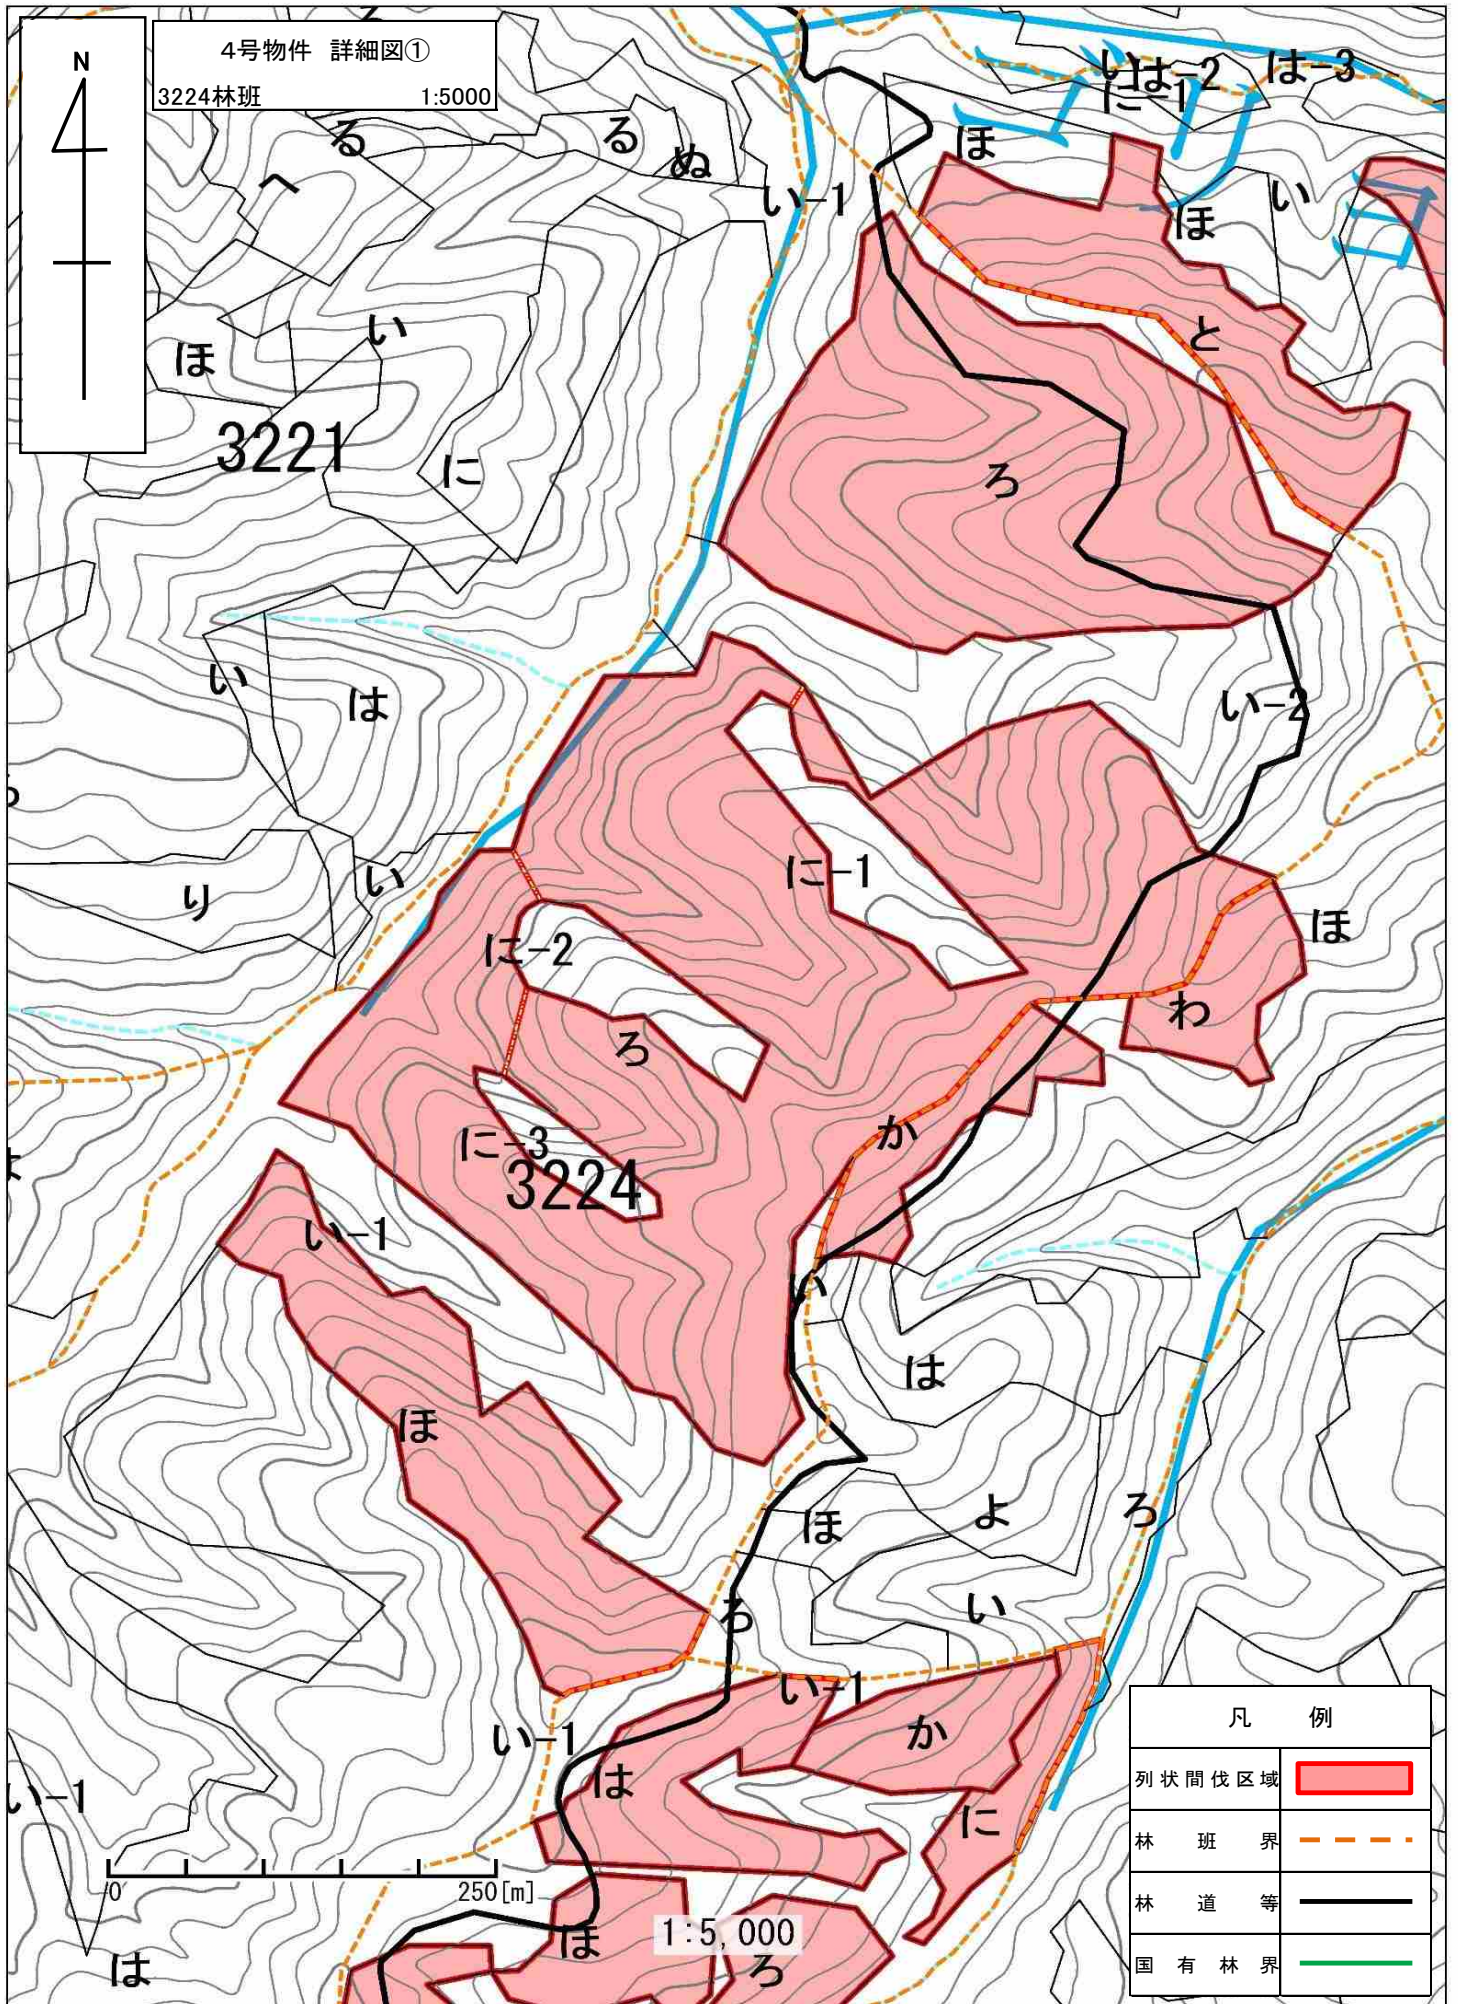 N
4号物件 詳細図①
3224林班 1:5000
い
は-2
は-3
に-1
ほ
る
る
ぬ
へ
い-1
い
ほ
い
ほ
と
3221
に
ろ
い
は
い-2
り
い
に-1
に-2
ほ
わ
ろ
か
に-3
3224
い-1
い
は
ほ
ほ
よ
ろ
い
ろ
い-1
い-1
か
は
に
い-1
0 250[m]
ほ
1:5,000
ろ
は
凡 例
列状間伐区域
林班界
林道等
国有林界